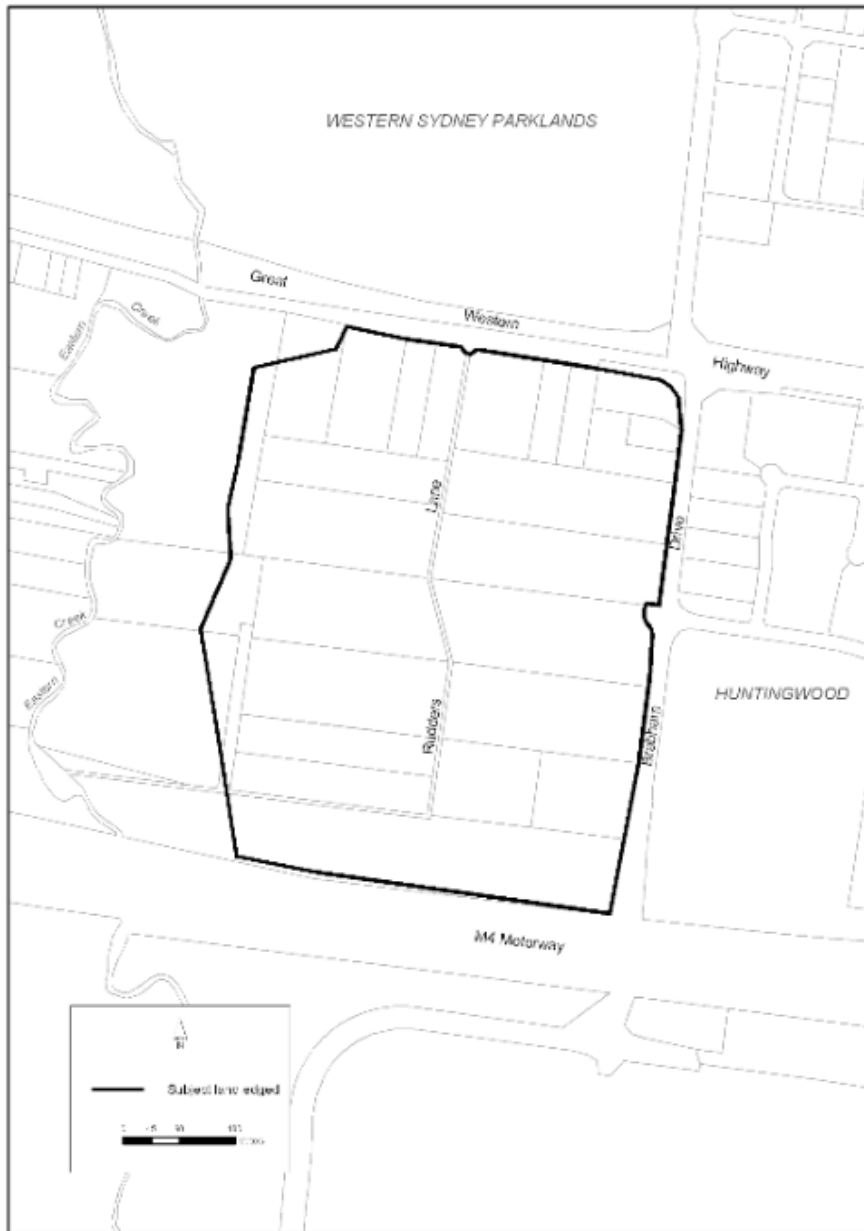 WESTERN SYDNEY PARKLANDS
Great
Western
Highway
Creek
Eastern
Lane
Drive
Creek
Eastern
Rudders
Brabham
HUNTINGWOOD
M4 Motorway
N
Subject land edged